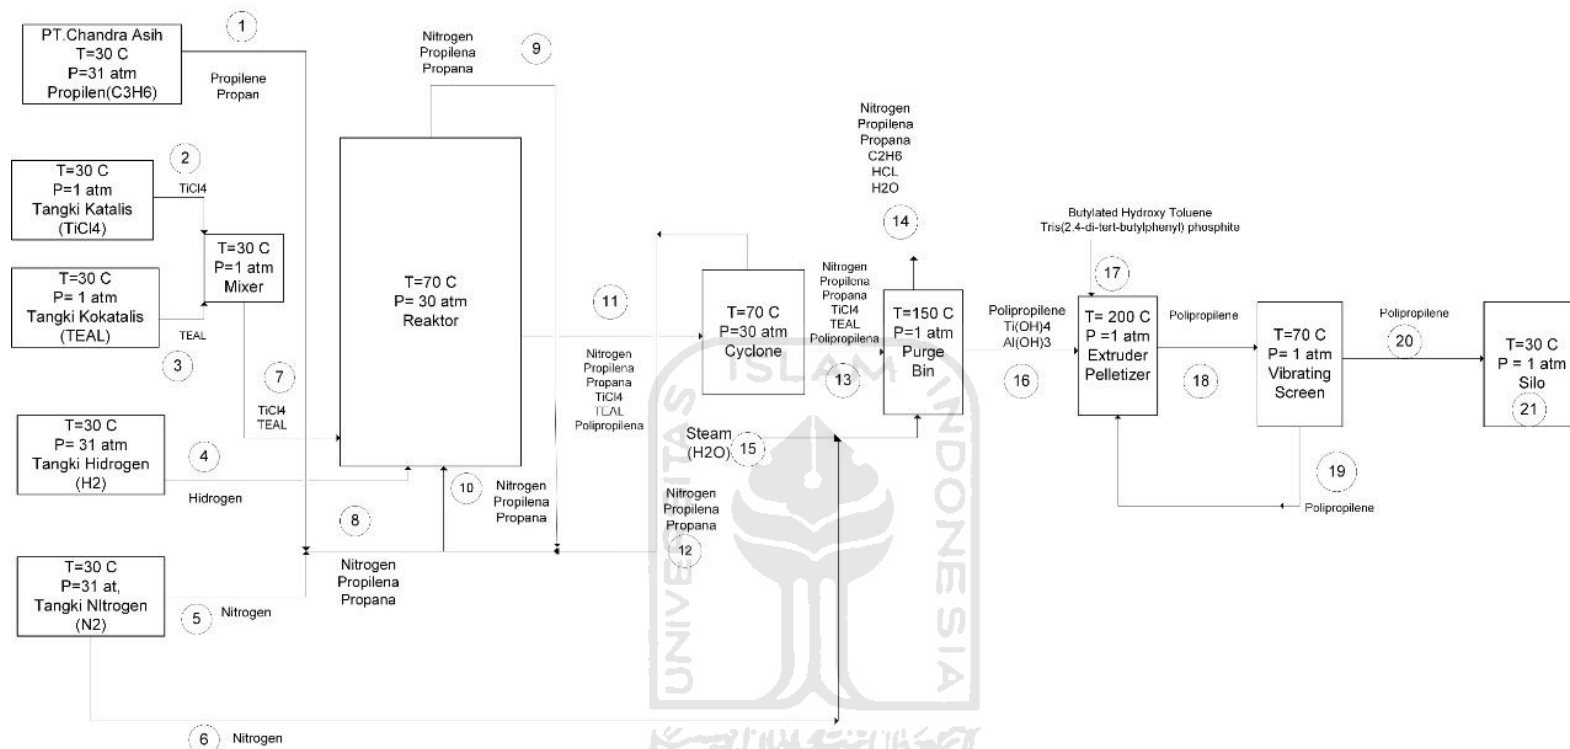 PT.Chandra Asih
T=30 C
P=31 atm
Propilen(C3H6)
1
Propilene
Propan
T=30 C
P=1 atm
Tangki Katalis
(TiCl4)
2
TiCl4
T=30 C
P= 1 atm
Tangki Kokatalis
(TEAL)
3
TEAL
T=30 C
P=1 atm
Mixer
7
TiCl4
TEAL
T=30 C
P= 31 atm
Tangki Hidrogen
(H2)
4
Hidrogen
T=30 C
P=31 at,
Tangki NItrogen
(N2)
5
Nitrogen
6
Nitrogen
8
Nitrogen
Propilena
Propana
T=70 C
P= 30 atm
Reaktor
Nitrogen
Propilena
Propana
9
10
Nitrogen
Propilena
Propana
11
Nitrogen
Propilena
Propana
TiCl4
TEAL
Polipropilena
Nitrogen
Propilena
Propana
12
T=70 C
P=30 atm
Cyclone
Nitrogen
Propilena
Propana
TiCl4
TEAL
Polipropilena
13
Nitrogen
Propilena
Propana
C2H6
HCL
H2O
14
T=150 C
P=1 atm
Purge
Bin
Steam
(H2O)
15
Polipropilene
Ti(OH)4
Al(OH)3
16
Butylated Hydroxy Toluene
Tris(2,4-di-tert-butylphenyl) phosphite
17
T= 200 C
P =1 atm
Extruder
Pelletizer
Polipropilene
18
T=70 C
P= 1 atm
Vibrating
Screen
19
Polipropilene
Polipropilene
20
T=30 C
P = 1 atm
Silo
21
ISLAM
UNIVERSITAS
INDONESIA